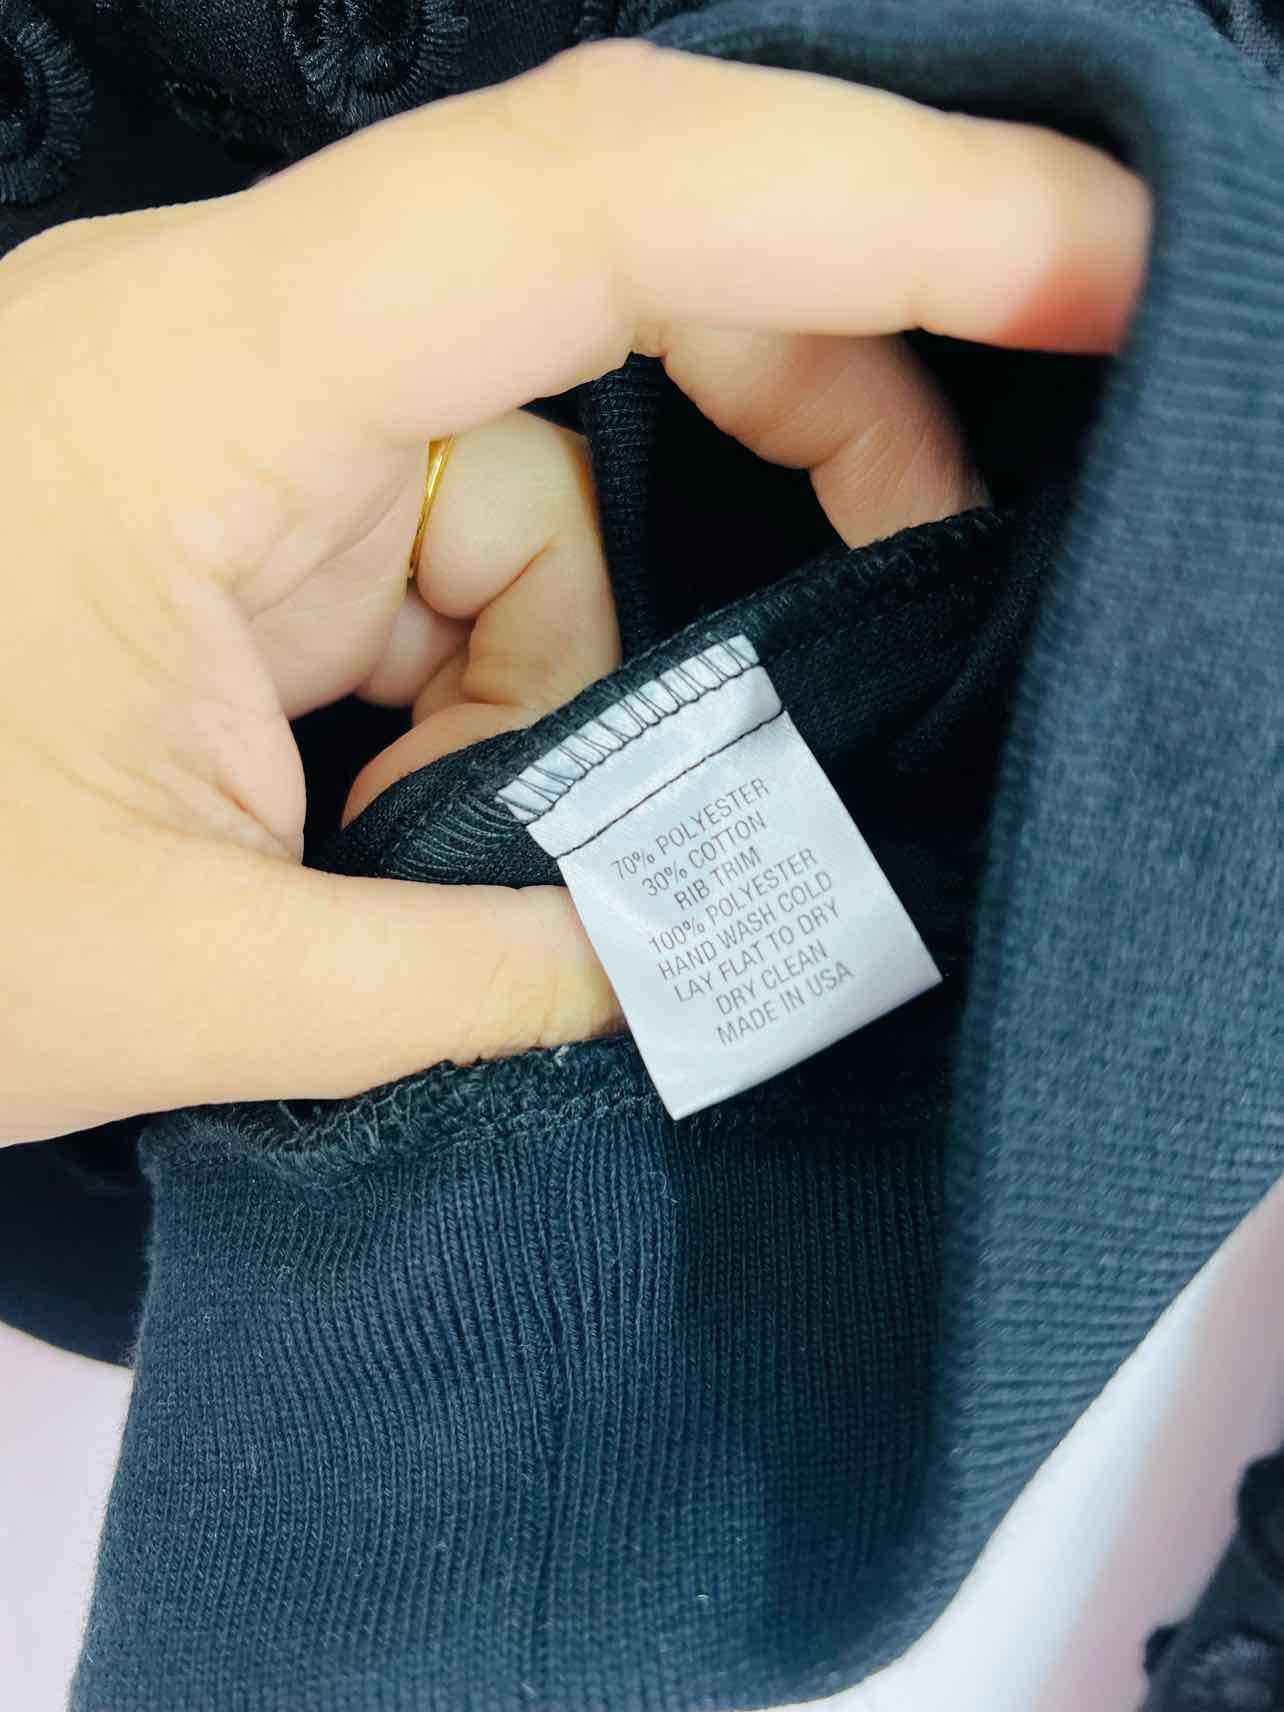 70% POLYESTER
30% COTTON
RIB TRIM
100% POLYESTER
HAND WASH COLD
LAY FLAT TO DRY
DRY CLEAN
MADE IN USA